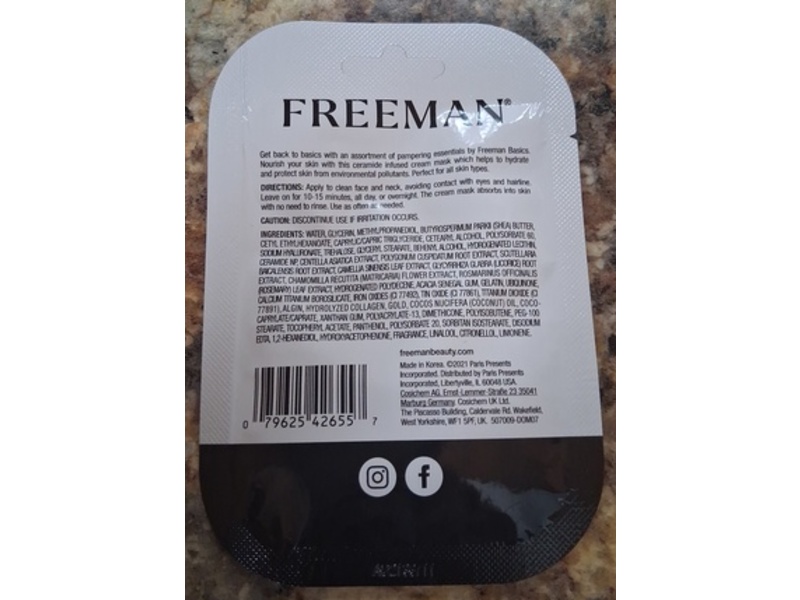 FREEMAN®
Get back to basics with an assortment of pampering essentials by Freeman Basics.
Nourish your skin with this ceramide infused cream mask which helps to hydrate
and protect skin from environmental pollutants. Perfect for all skin types.
DIRECTIONS: Apply to clean face and neck, avoiding contact with eyes and hairline.
Leave on for 10-15 minutes, all day, or overnight. The cream mask absorbs into skin
with no need to rinse. Use as often as needed.
CAUTION: DISCONTINUE USE IF IRRITATION OCCURS.
INGREDIENTS: WATER, GLYCERIN, METHYLPROPANEDIOL, BUTYROSPERMUM PARKII (SHEA) BUTTER,
CETYL ETHYLHEXANOATE, CAPRYLIC/CAPRIC TRIGLYCERIDE, CETEARYL ALCOHOL, POLYSORBATE 60,
SODIUM HYALURONATE, TREHALOSE, GLYCERYL STEARATE, BEHENYL ALCOHOL, HYDROGENATED LECITHIN,
CERAMIDE NP, CENTELLA ASIATICA EXTRACT, POLYGONUM CUSPIDATUM ROOT EXTRACT, SCUTELLARIA
BAICALENSIS ROOT EXTRACT, CAMELLIA SINENSIS LEAF EXTRACT, GLYCYRRHIZA GLABRA (LICORICE) ROOT
EXTRACT, CHAMOMILLA RECUTITA (MATRICARIA) FLOWER EXTRACT, ROSMARINUS OFFICINALIS
(ROSEMARY) LEAF EXTRACT, HYDROGENATED POLYDECENE, ACACIA SENEGAL GUM, GELATIN, UBIQUINONE,
CALCIUM TITANIUM BOROSILICATE, IRON OXIDES (CI 77492), TIN OXIDE (CI 77861), TITANIUM DIOXIDE (CI
77891), ALGIN, HYDROLYZED COLLAGEN, GOLD, COCOS NUCIFERA (COCONUT) OIL, COCO-
CAPRYLATE/CAPRATE, XANTHAN GUM, POLYACRYLATE-13, DIMETHICONE, POLYISOBUTENE, PEG-100
STEARATE, TOCOPHERYL ACETATE, PANTHENOL, POLYSORBATE 20, SORBITAN ISOSTEARATE, DISODIUM
EDTA, 1,2-HEXANEDIOL, HYDROXYACETOPHENONE, FRAGRANCE, LINALOOL, CITRONELLOL, LIMONENE.
freemanbeauty.com
Made in Korea. ©2021 Paris Presents
Incorporated. Distributed by Paris Presents
Incorporated, Libertyville, IL 60048 USA.
Cosichem AG, Ernst-Lemmer-Straße 23 35041
Marburg Germany. Cosichem UK Ltd.
The Piscasso Building, Caldervale Rd, Wakefield,
West Yorkshire, WF1 5PF, UK. 507009-DOM07
0 79625 42655 7